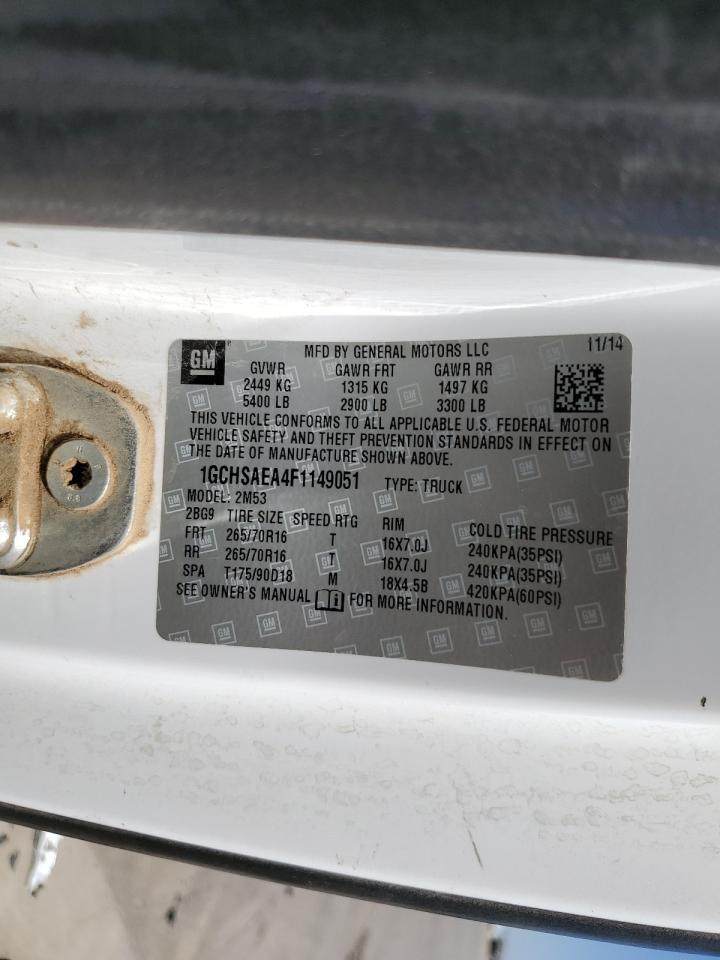 GM MFD BY GENERAL MOTORS LLC 11/14
GVWR GAWR FRT GAWR RR
2449 KG 1315 KG 1497 KG
5400 LB 2900 LB 3300 LB
THIS VEHICLE CONFORMS TO ALL APPLICABLE U.S. FEDERAL MOTOR
VEHICLE SAFETY AND THEFT PREVENTION STANDARDS IN EFFECT ON
THE DATE OF MANUFACTURE SHOWN ABOVE.
1GCHSAEA4F1149051 TYPE: TRUCK
MODEL: 2M53
2BG9 TIRE SIZE SPEED RTG RIM COLD TIRE PRESSURE
FRT 265/70R16 T 16X7.0J 240KPA(35PSI)
RR 265/70R16 T 16X7.0J 240KPA(35PSI)
SPA T175/90D18 M 18X4.5B 420KPA(60PSI)
SEE OWNER'S MANUAL FOR MORE INFORMATION.